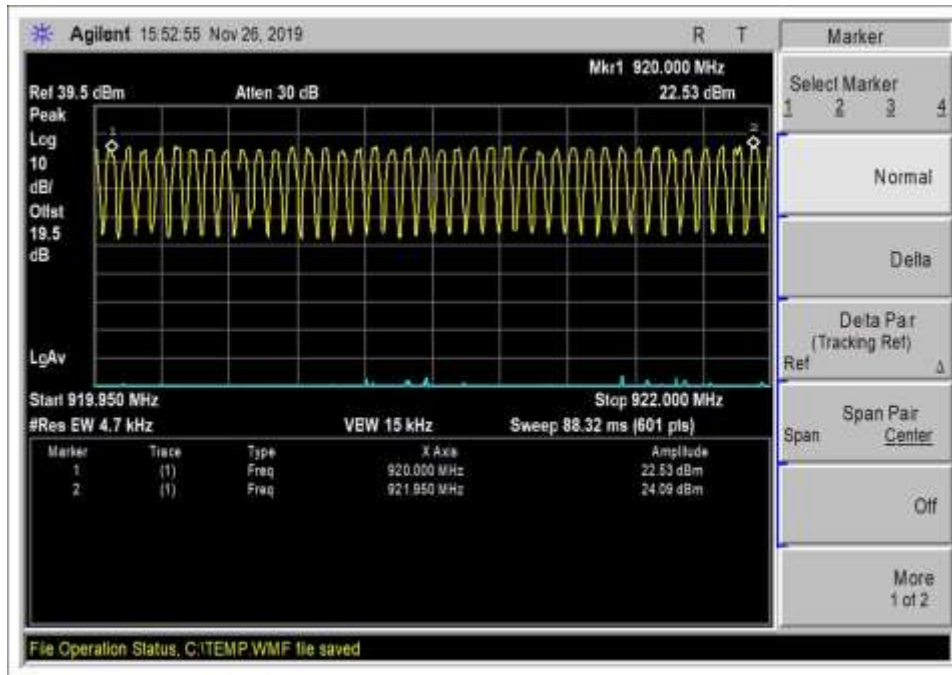 Agilent 15:52:55 Nov 26, 2019
R T
Marker
Mkr1 920.000 MHz
Ref 39.5 dBm
Atten 30 dB
22.53 dBm
Select Marker
1 2 3 4
Peak
Log
10
dB/
Offst
19.5
dB
1
2
Normal
Delta
Delta Pair
(Tracking Ref)
Ref Δ
LgAv
Start 919.950 MHz
Stop 922.000 MHz
#Res BW 4.7 kHz
VBW 15 kHz
Sweep 88.32 ms (601 pts)
Span Pair
Span Center
Marker Trace Type X Axis Amplitude
1 (1) Freq 920.000 MHz 22.53 dBm
2 (1) Freq 921.950 MHz 24.09 dBm
Off
More
1 of 2
File Operation Status, C:\TEMP.WMF file saved